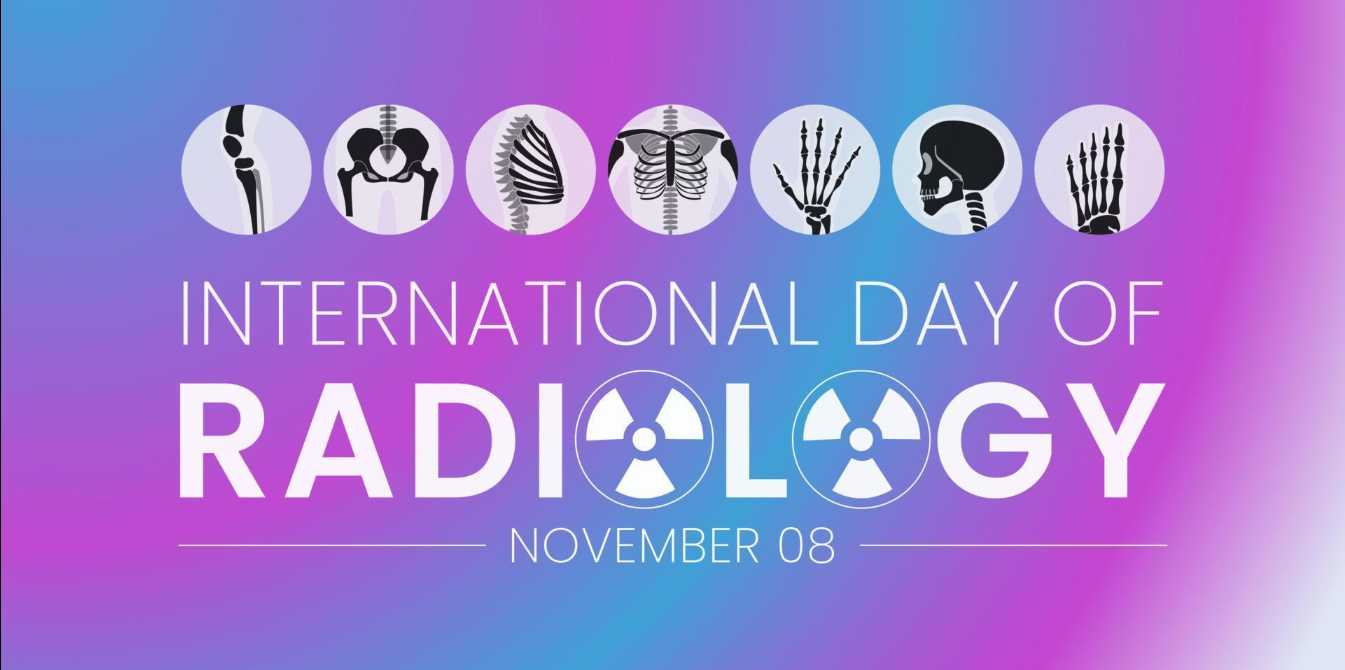 INTERNATIONAL DAY OF
RADIOLOGY
NOVEMBER 08